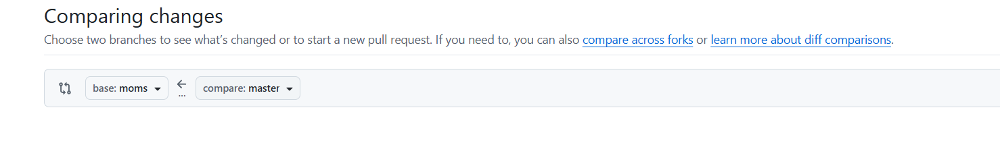 Comparing changes
Choose two branches to see what’s changed or to start a new pull request. If you need to, you can also compare across forks or learn more about diff comparisons.
base: moms compare: master
...